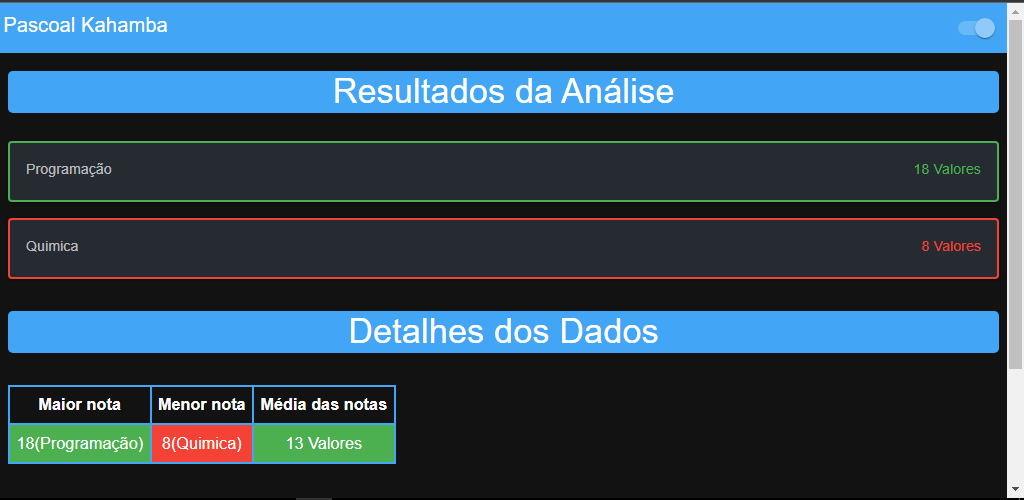 Pascoal Kahamba
Resultados da Análise
Programação 18 Valores
Quimica 8 Valores
Detalhes dos Dados
Maior nota Menor nota Média das notas
18(Programação) 8(Quimica) 13 Valores